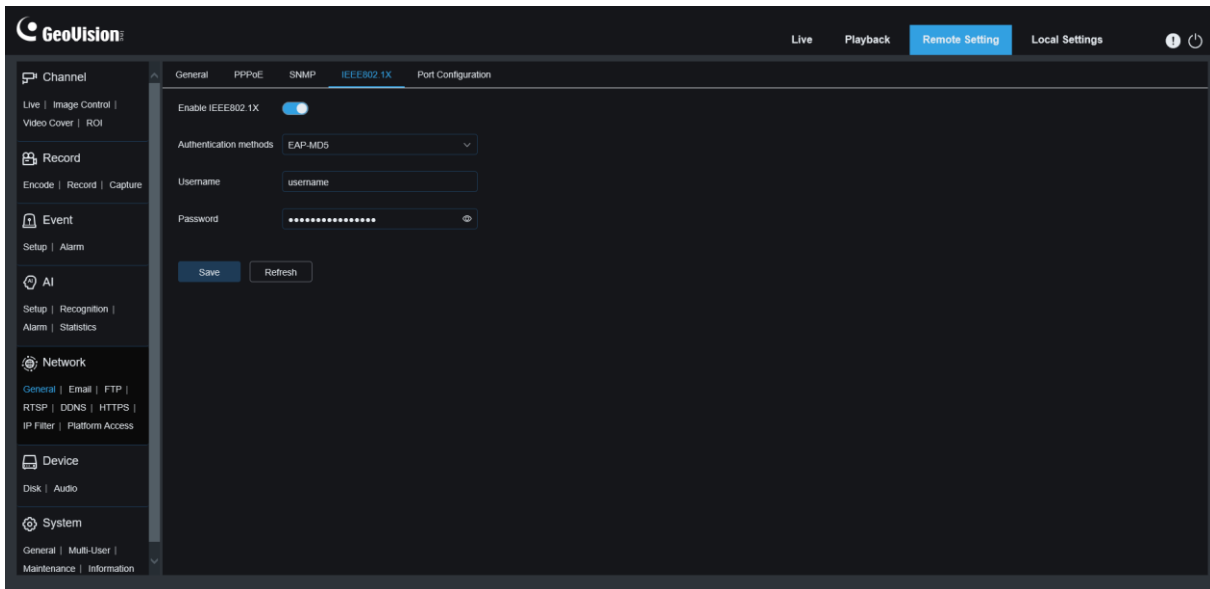 GeoVision
Live Playback Remote Setting Local Settings
Channel
Live | Image Control |
Video Cover | ROI
Record
Encode | Record | Capture
Event
Setup | Alarm
AI
Setup | Recognition |
Alarm | Statistics
Network
General | Email | FTP |
RTSP | DDNS | HTTPS |
IP Filter | Platform Access
Device
Disk | Audio
System
General | Multi-User |
Maintenance | Information
General PPPoE SNMP IEEE802.1X Port Configuration
Enable IEEE802.1X
Authentication methods EAP-MD5
Username username
Password ••••••••••••••••
Save Refresh